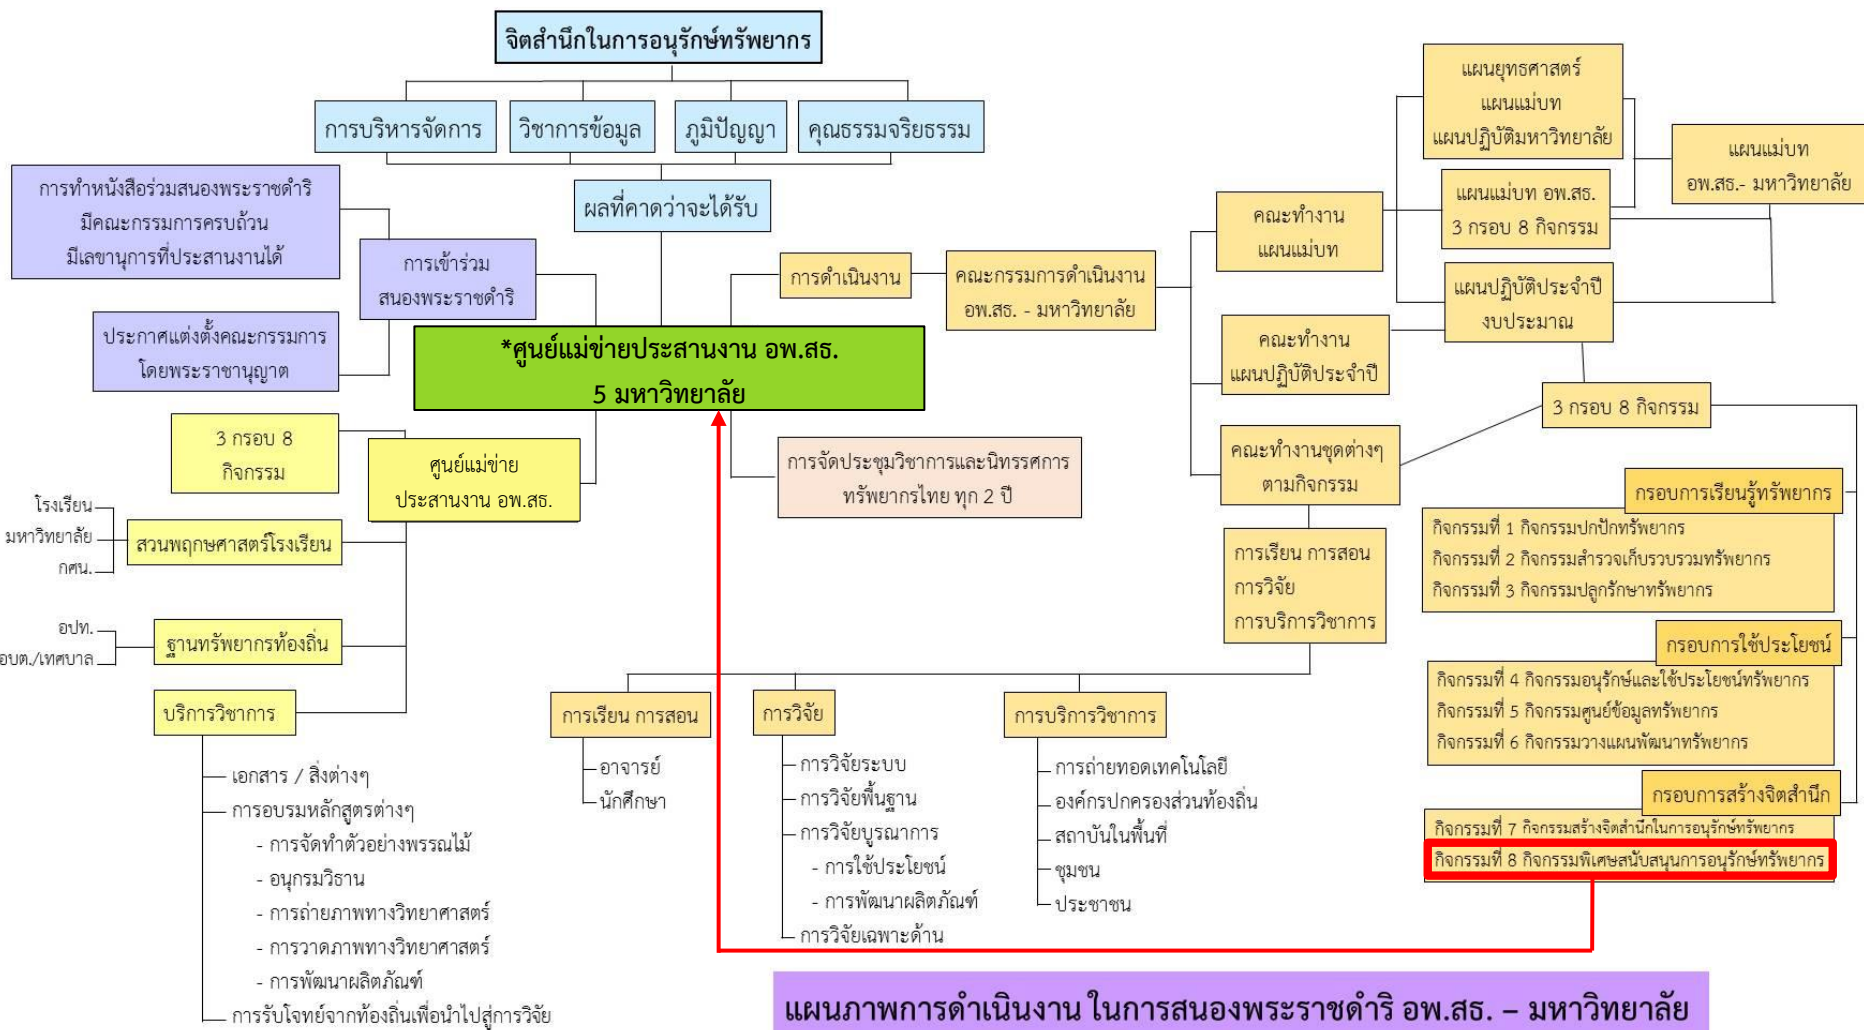 จิตสำนึกในการอนุรักษ์ทรัพยากร
การบริหารจัดการ
วิชาการข้อมูล
ภูมิปัญญา
คุณธรรมจริยธรรม
ผลที่คาดว่าจะได้รับ
การทำหนังสือร่วมสนองพระราชดำริ
มีคณะกรรมการครบถ้วน
มีเลขานุการที่ประสานงานได้
การเข้าร่วม
สนองพระราชดำริ
ประกาศแต่งตั้งคณะกรรมการ
โดยพระราชานุญาต
*ศูนย์แม่ข่ายประสานงาน อพ.สธ.
5 มหาวิทยาลัย
3 กรอบ 8
กิจกรรม
ศูนย์แม่ข่าย
ประสานงาน อพ.สธ.
โรงเรียน
มหาวิทยาลัย
กศน.
สวนพฤกษศาสตร์โรงเรียน
อปท.
อบต./เทศบาล
ฐานทรัพยากรท้องถิ่น
บริการวิชาการ
เอกสาร / สิ่งต่างๆ
การอบรมหลักสูตรต่างๆ
- การจัดทำตัวอย่างพรรณไม้
- อนุกรมวิธาน
- การถ่ายภาพทางวิทยาศาสตร์
- การวาดภาพทางวิทยาศาสตร์
- การพัฒนาผลิตภัณฑ์
การรับโจทย์จากท้องถิ่นเพื่อนำไปสู่การวิจัย
การดำเนินงาน
คณะกรรมการดำเนินงาน
อพ.สธ. - มหาวิทยาลัย
การจัดประชุมวิชาการและนิทรรศการ
ทรัพยากรไทย ทุก 2 ปี
คณะทำงาน
แผนแม่บท
คณะทำงาน
แผนปฏิบัติประจำปี
คณะทำงานชุดต่างๆ
ตามกิจกรรม
แผนยุทธศาสตร์
แผนแม่บท
แผนปฏิบัติมหาวิทยาลัย
แผนแม่บท อพ.สธ.
3 กรอบ 8 กิจกรรม
แผนแม่บท
อพ.สธ.- มหาวิทยาลัย
แผนปฏิบัติประจำปี
งบประมาณ
3 กรอบ 8 กิจกรรม
การเรียน การสอน
การวิจัย
การบริการวิชาการ
การเรียน การสอน
อาจารย์
นักศึกษา
การวิจัย
การวิจัยระบบ
การวิจัยพื้นฐาน
การวิจัยบูรณาการ
- การใช้ประโยชน์
- การพัฒนาผลิตภัณฑ์
การวิจัยเฉพาะด้าน
การบริการวิชาการ
การถ่ายทอดเทคโนโลยี
องค์กรปกครองส่วนท้องถิ่น
สถาบันในพื้นที่
ชุมชน
ประชาชน
กรอบการเรียนรู้ทรัพยากร
กิจกรรมที่ 1 กิจกรรมปกปักทรัพยากร
กิจกรรมที่ 2 กิจกรรมสำรวจเก็บรวบรวมทรัพยากร
กิจกรรมที่ 3 กิจกรรมปลูกรักษาทรัพยากร
กรอบการใช้ประโยชน์
กิจกรรมที่ 4 กิจกรรมอนุรักษ์และใช้ประโยชน์ทรัพยากร
กิจกรรมที่ 5 กิจกรรมศูนย์ข้อมูลทรัพยากร
กิจกรรมที่ 6 กิจกรรมวางแผนพัฒนาทรัพยากร
กรอบการสร้างจิตสำนึก
กิจกรรมที่ 7 กิจกรรมสร้างจิตสำนึกในการอนุรักษ์ทรัพยากร
กิจกรรมที่ 8 กิจกรรมพิเศษสนับสนุนการอนุรักษ์ทรัพยากร
แผนภาพการดำเนินงาน ในการสนองพระราชดำริ อพ.สธ. – มหาวิทยาลัย